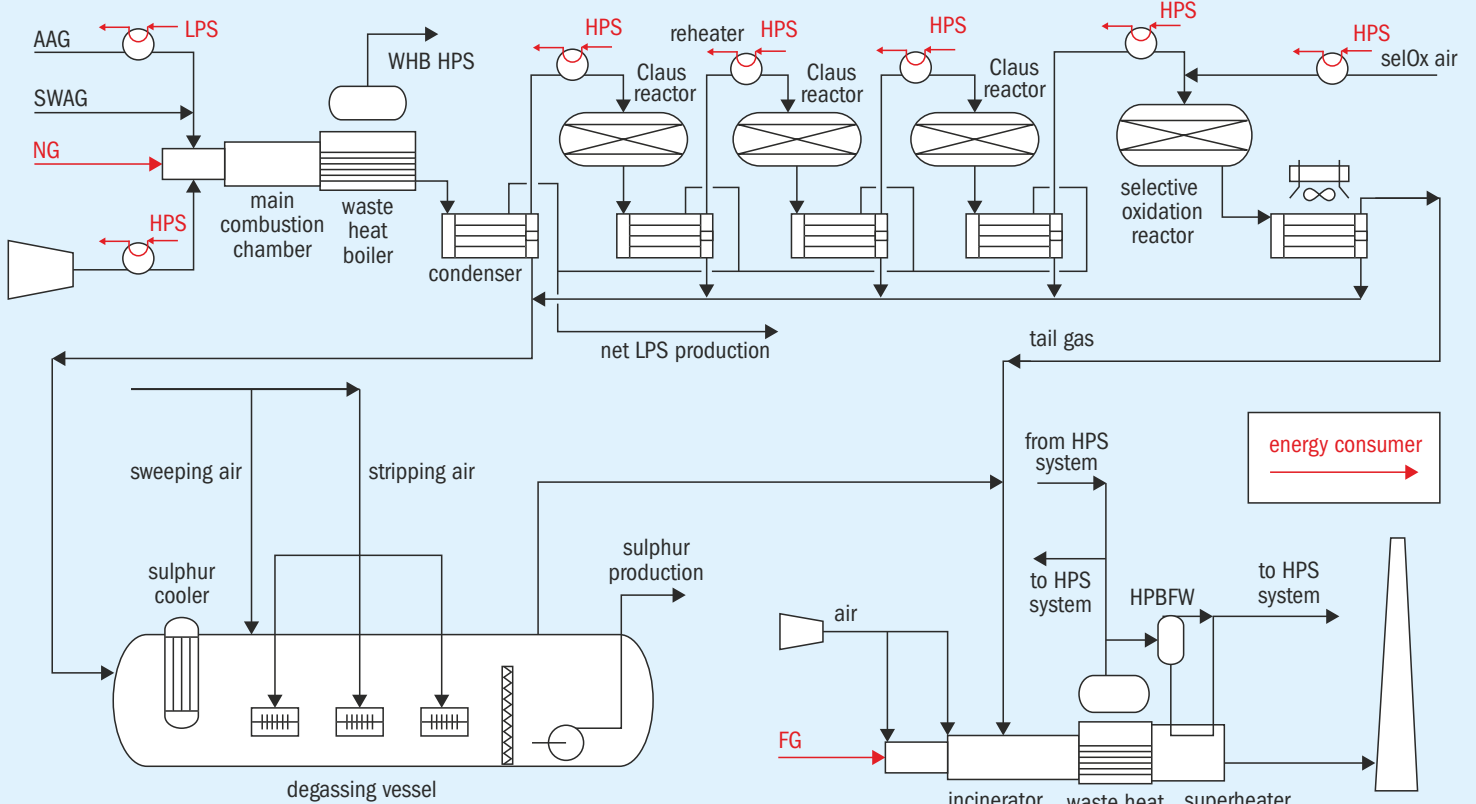 AAG
LPS
SWAG
NG
HPS
main
combustion
chamber
waste
heat
boiler
WHB HPS
condenser
HPS
Claus
reactor
reheater
HPS
Claus
reactor
HPS
Claus
reactor
HPS
HPS
selOx air
selective
oxidation
reactor
net LPS production
tail gas
sweeping air
stripping air
sulphur
cooler
sulphur
production
degassing vessel
from HPS
system
to HPS
system
HPBFW
to HPS
system
energy consumer
air
FG
incinerator
waste heat
superheater